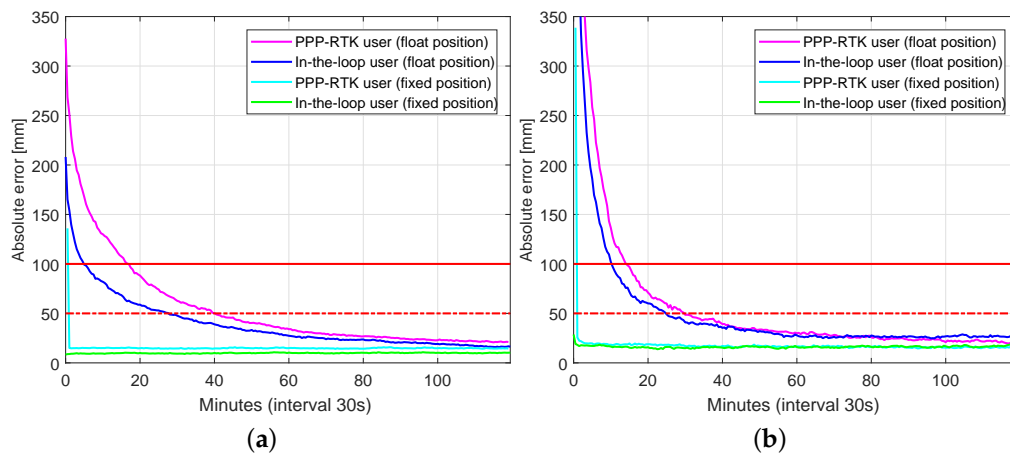 350
300
250
200
150
100
50
0
Absolute error [mm]
PPP-RTK user (float position)
In-the-loop user (float position)
PPP-RTK user (fixed position)
In-the-loop user (fixed position)
0 20 40 60 80 100
Minutes (interval 30s)
(a)
350
300
250
200
150
100
50
0
Absolute error [mm]
PPP-RTK user (float position)
In-the-loop user (float position)
PPP-RTK user (fixed position)
In-the-loop user (fixed position)
0 20 40 60 80 100
Minutes (interval 30s)
(b)